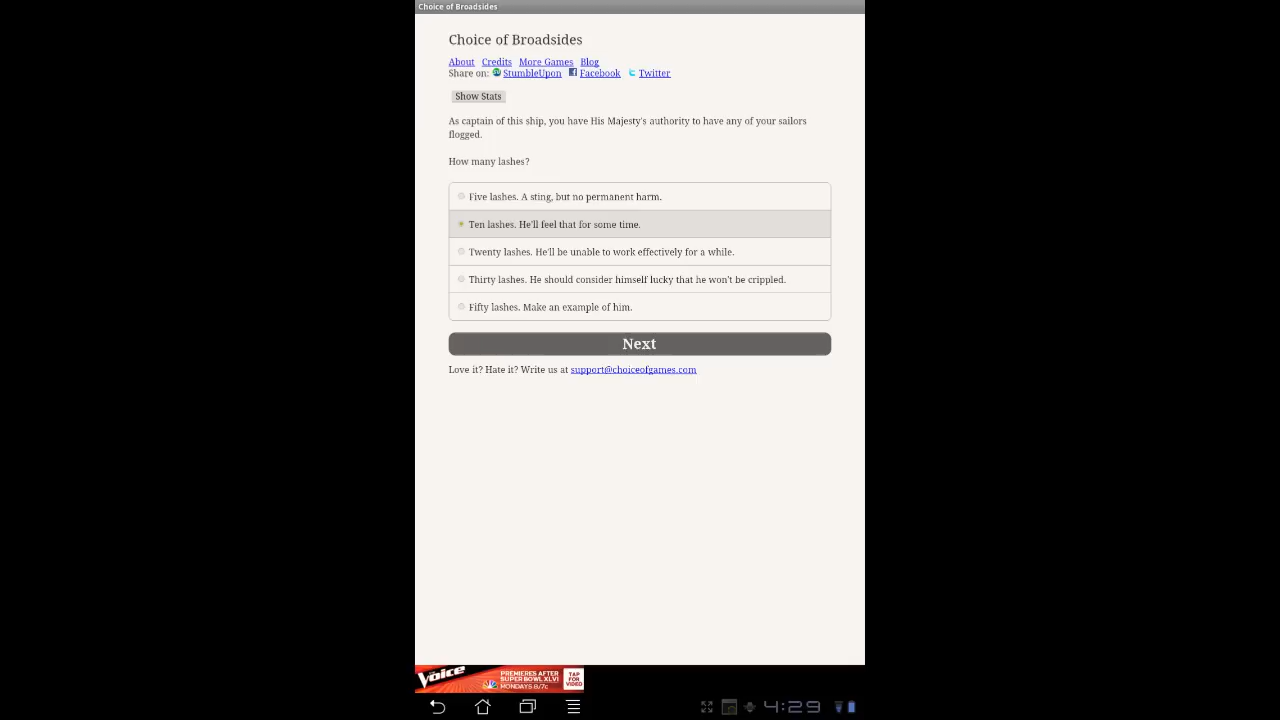 Choice of Broadsides
Choice of Broadsides
About Credits More Games Blog
Share on: StumbleUpon Facebook Twitter
Show Stats
As captain of this ship, you have His Majesty's authority to have any of your sailors
flogged.
How many lashes?
Five lashes. A sting, but no permanent harm.
Ten lashes. He'll feel that for some time.
Twenty lashes. He'll be unable to work effectively for a while.
Thirty lashes. He should consider himself lucky that he won't be crippled.
Fifty lashes. Make an example of him.
Next
Love it? Hate it? Write us at support@choiceofgames.com
the Voice
PREMIERES AFTER
SUPER BOWL XLVI
MONDAYS 8/7c
TAP
FOR
VIDEO
4:29